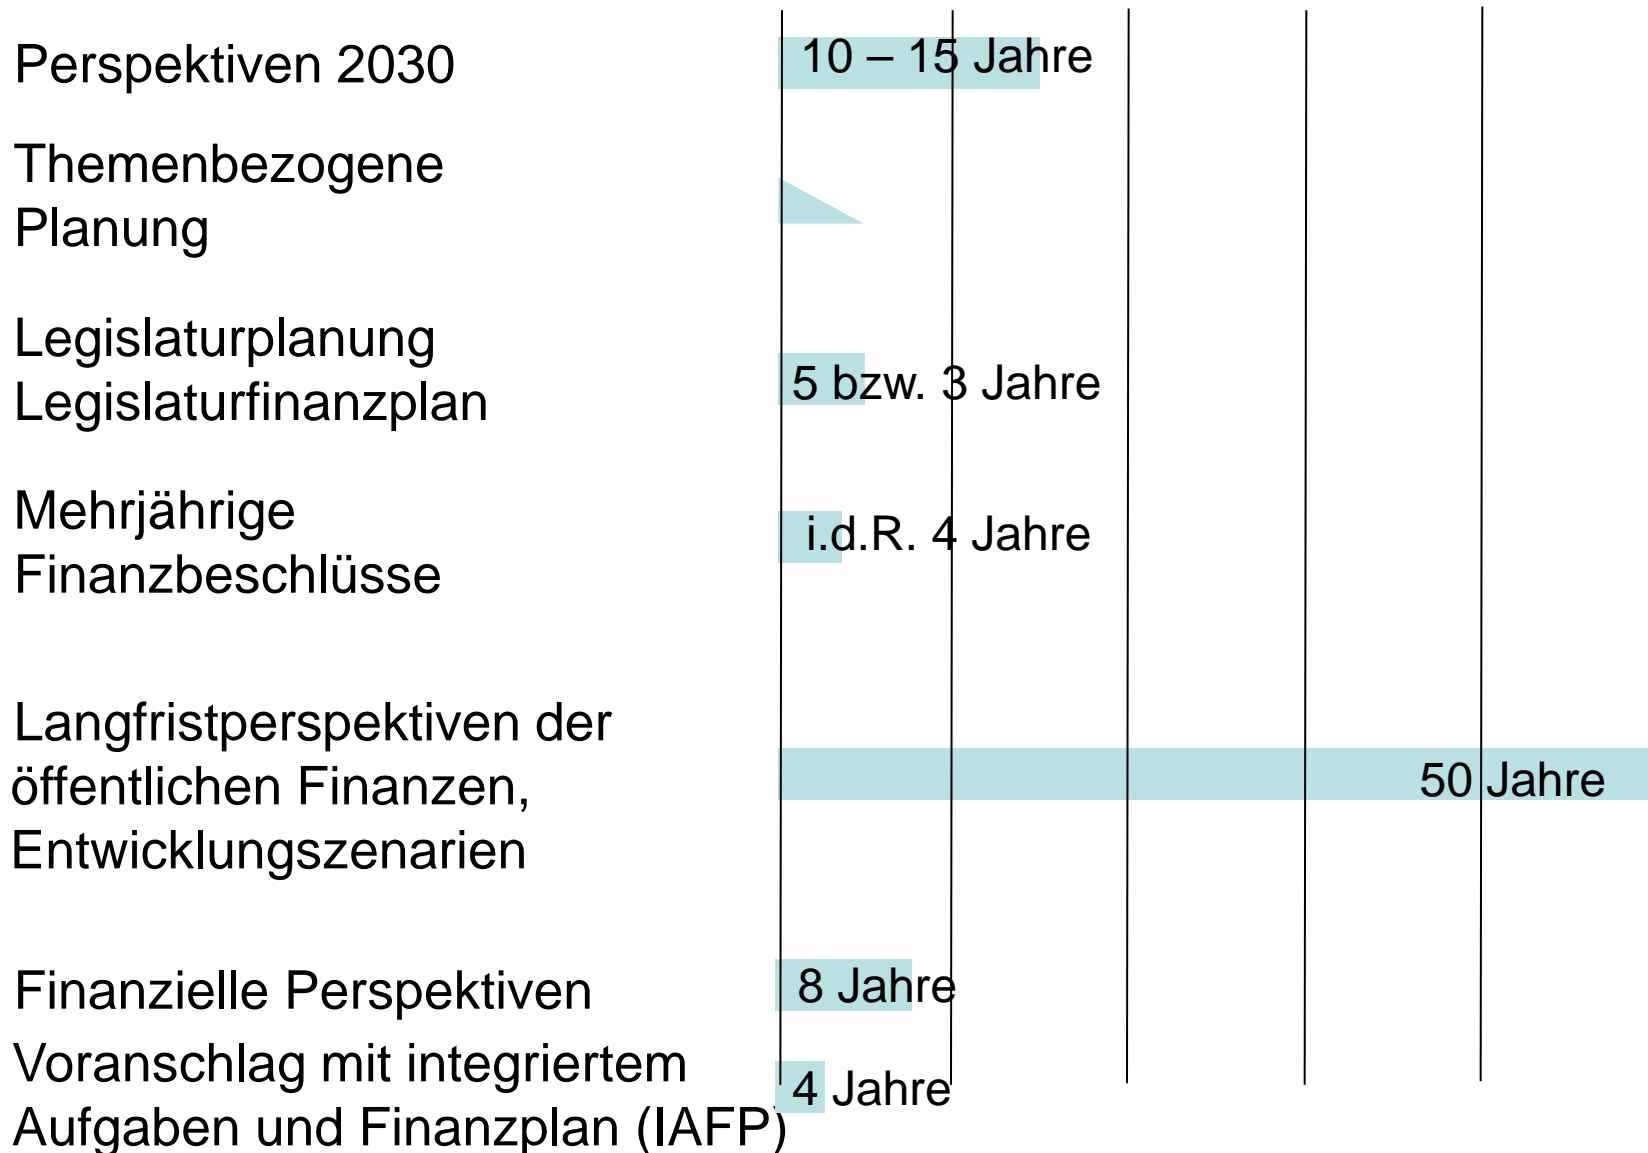 Perspektiven 2030
10 – 15 Jahre
Themenbezogene
Planung
Legislaturplanung
Legislaturfinanzplan
5 bzw. 3 Jahre
Mehrjährige
Finanzbeschlüsse
i.d.R. 4 Jahre
Langfristperspektiven der
öffentlichen Finanzen,
Entwicklungszenarien
50 Jahre
Finanzielle Perspektiven
8 Jahre
Voranschlag mit integriertem
Aufgaben und Finanzplan (IAFP)
4 Jahre